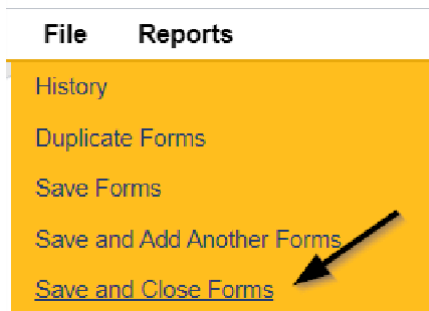 File Reports
History
Duplicate Forms
Save Forms
Save and Add Another Forms
Save and Close Forms